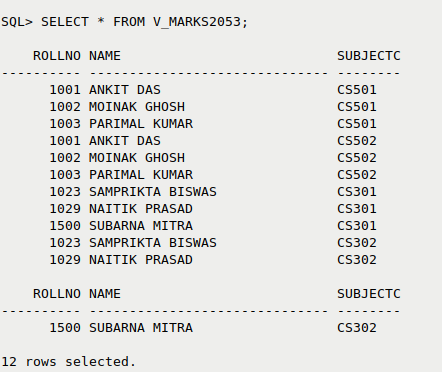 SQL> SELECT * FROM V_MARKS2053;
ROLLNO NAME SUBJECTC
---------- ------------------------------ --------
1001 ANKIT DAS CS501
1002 MOINAK GHOSH CS501
1003 PARIMAL KUMAR CS501
1001 ANKIT DAS CS502
1002 MOINAK GHOSH CS502
1003 PARIMAL KUMAR CS502
1023 SAMPRIKTA BISWAS CS301
1029 NAITIK PRASAD CS301
1500 SUBARNA MITRA CS301
1023 SAMPRIKTA BISWAS CS302
1029 NAITIK PRASAD CS302
ROLLNO NAME SUBJECTC
---------- ------------------------------ --------
1500 SUBARNA MITRA CS302
12 rows selected.